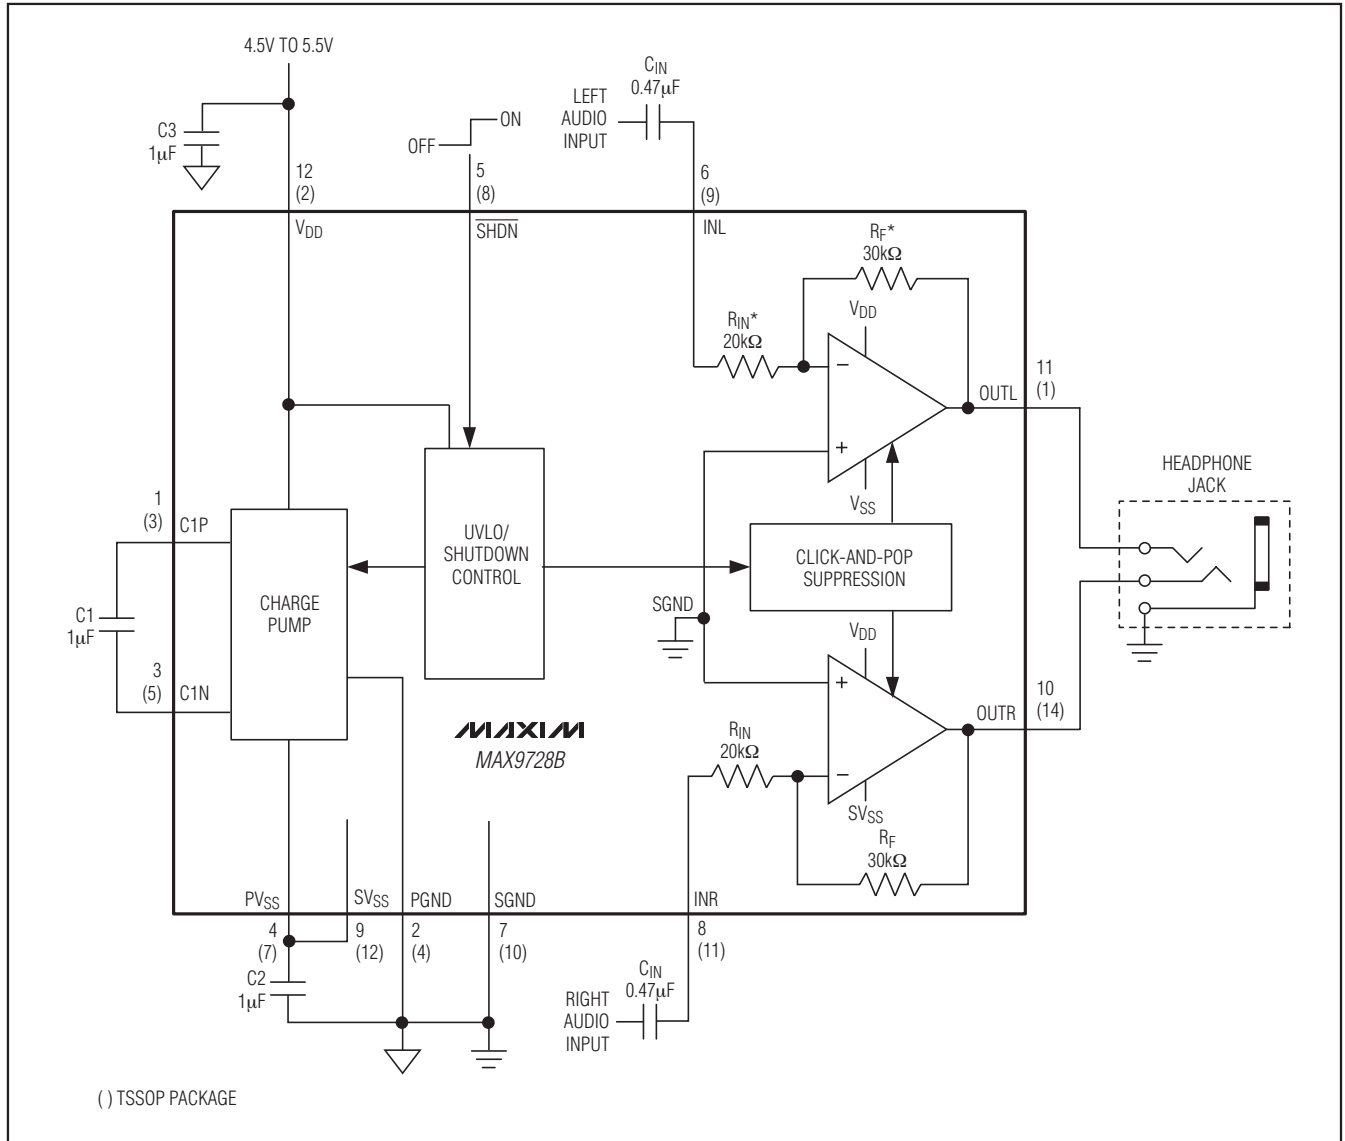 4.5V TO 5.5V
C3
1µF
12
(2)
VDD
OFF
ON
5
(8)
SHDN
LEFT
AUDIO
INPUT
CIN
0.47µF
6
(9)
INL
RF*
30kΩ
RIN*
20kΩ
VDD
−
+
VSS
OUTL
11
(1)
HEADPHONE
JACK
1
(3)
C1P
C1
1µF
3
(5)
C1N
CHARGE
PUMP
UVLO/
SHUTDOWN
CONTROL
CLICK-AND-POP
SUPPRESSION
SGND
VDD
+
−
SVSS
OUTR
10
(14)
RIN
20kΩ
RF
30kΩ
MAXIM
MAX9728B
PVSS
SVSS
PGND
SGND
INR
4
(7)
9
(12)
2
(4)
7
(10)
8
(11)
C2
1µF
RIGHT
AUDIO
INPUT
CIN
0.47µF
( ) TSSOP PACKAGE